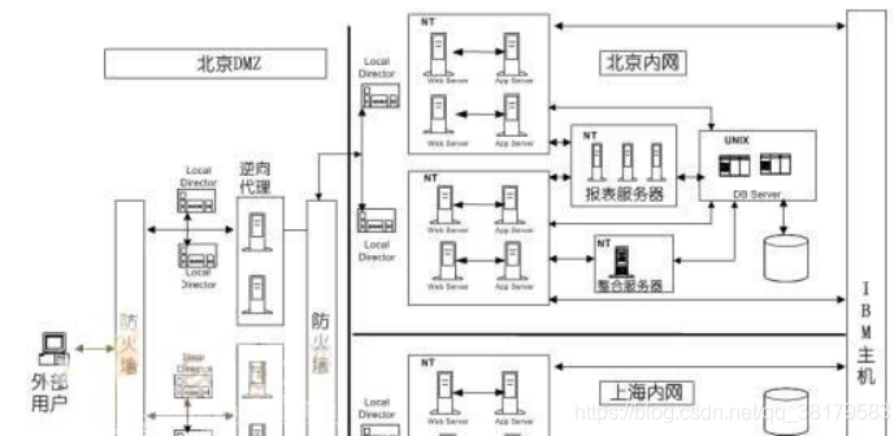 北京DMZ
Local
Director
NT
Web Server
App Server
Web Server
App Server
北京内网
NT
报表服务器
UNIX
DB Server
Local
Director
逆向
代理
NT
Web Server
App Server
Web Server
App Server
Local
Director
Local
Director
NT
整合服务器
外部
用户
防火墙
防火墙
Local
Director
IBM主机
NT
Web Server
App Server
上海内网
Local
Director
https://blog.csdn.net/qq_38179583